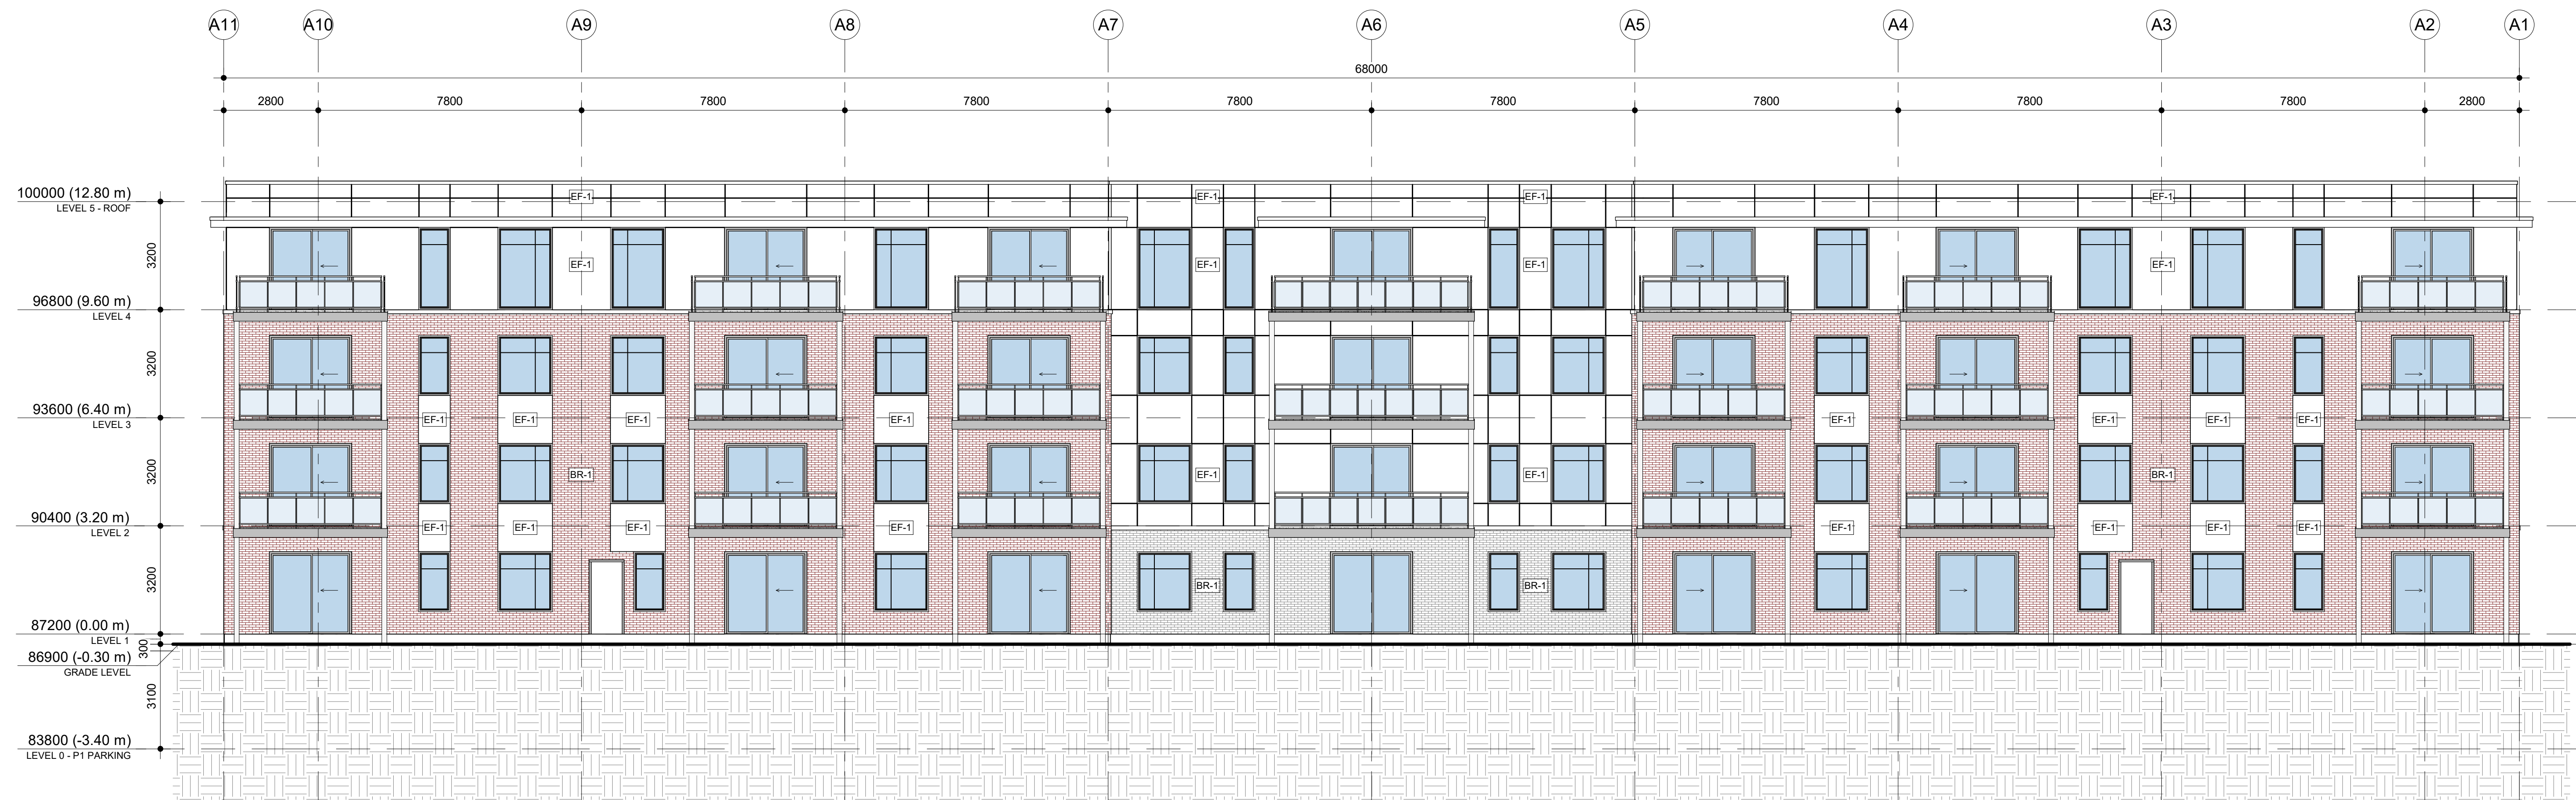 A11 A10 A9 A8 A7 A6 A5 A4 A3 A2 A1
68000
2800 7800 7800 7800 7800 7800 7800 7800 7800 2800
100000 (12.80 m)
LEVEL 5 - ROOF
EF-1 EF-1 EF-1 EF-1
3200
EF-1 EF-1 EF-1 EF-1
96800 (9.60 m)
LEVEL 4
3200
93600 (6.40 m)
LEVEL 3
EF-1 EF-1 EF-1 EF-1 EF-1 EF-1 EF-1 EF-1
3200
BR-1 EF-1 EF-1 BR-1
90400 (3.20 m)
LEVEL 2
EF-1 EF-1 EF-1 EF-1 EF-1 EF-1 EF-1 EF-1
3200
BR-1 BR-1
87200 (0.00 m)
LEVEL 1
300
86900 (-0.30 m)
GRADE LEVEL
3100
83800 (-3.40 m)
LEVEL 0 - P1 PARKING